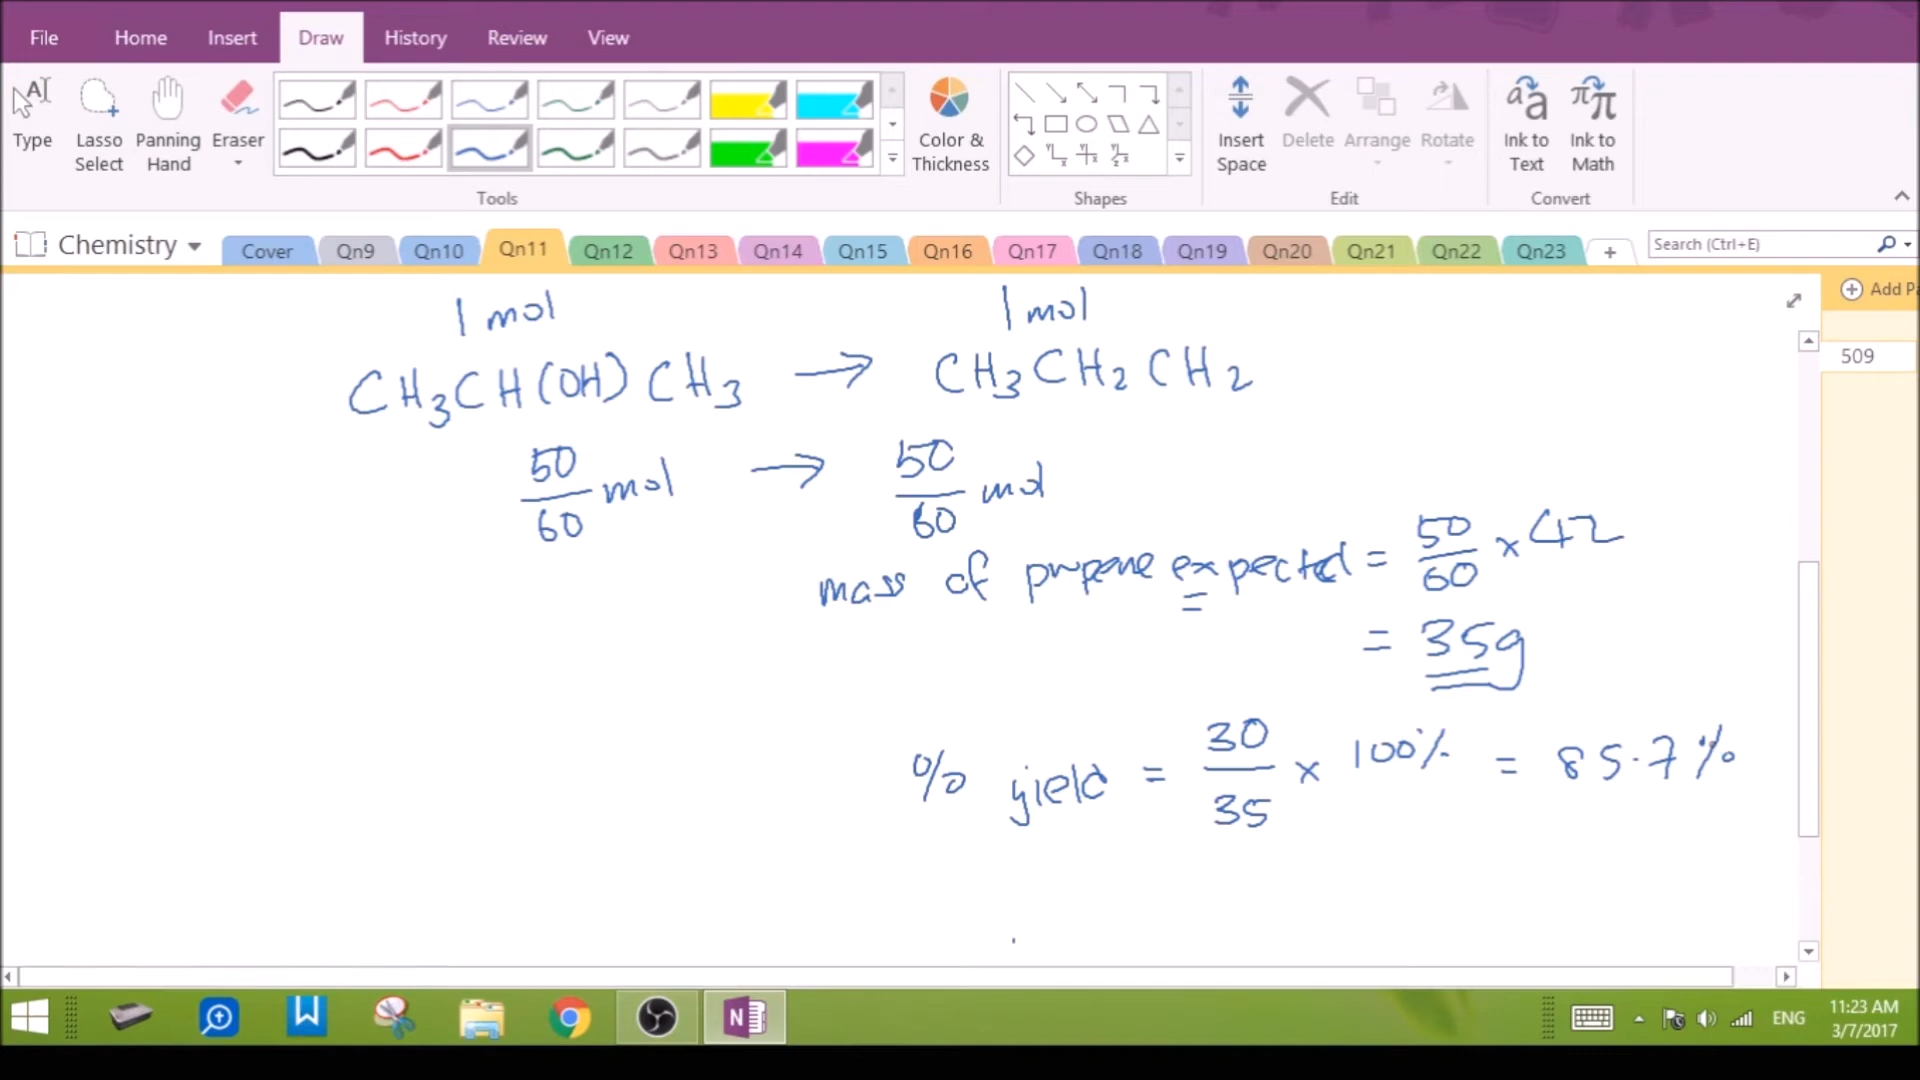 File Home Insert Draw History Review View
Type
Lasso Select
Panning Hand
Eraser
Color & Thickness
Insert Space
Delete
Arrange
Rotate
Ink to Text
Ink to Math
Tools
Shapes
Edit
Convert
Chemistry Cover Qn9 Qn10 Qn11 Qn12 Qn13 Qn14 Qn15 Qn16 Qn17 Qn18 Qn19 Qn20 Qn21 Qn22 Qn23 + Search (Ctrl+E)
Add P
509
1 mol 1 mol
CH3CH(OH)CH3 → CH3CH2CH2
50/60 mol → 50/60 mol
mass of propene expected = 50/60 × 42
= 35g
% yield = 30/35 × 100% = 85.7%
ENG
11:23 AM
3/7/2017